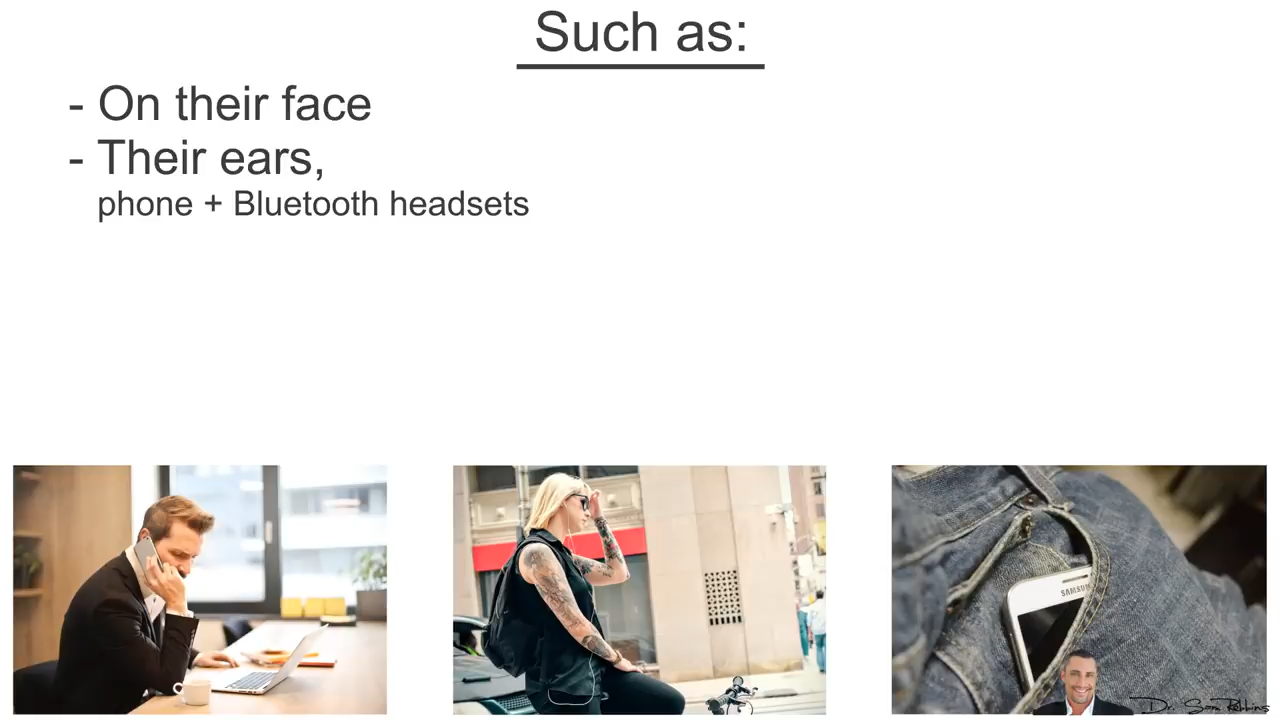 Such as:
- On their face
- Their ears,
phone + Bluetooth headsets
SAMSUNG
Dr. Sam Robbins